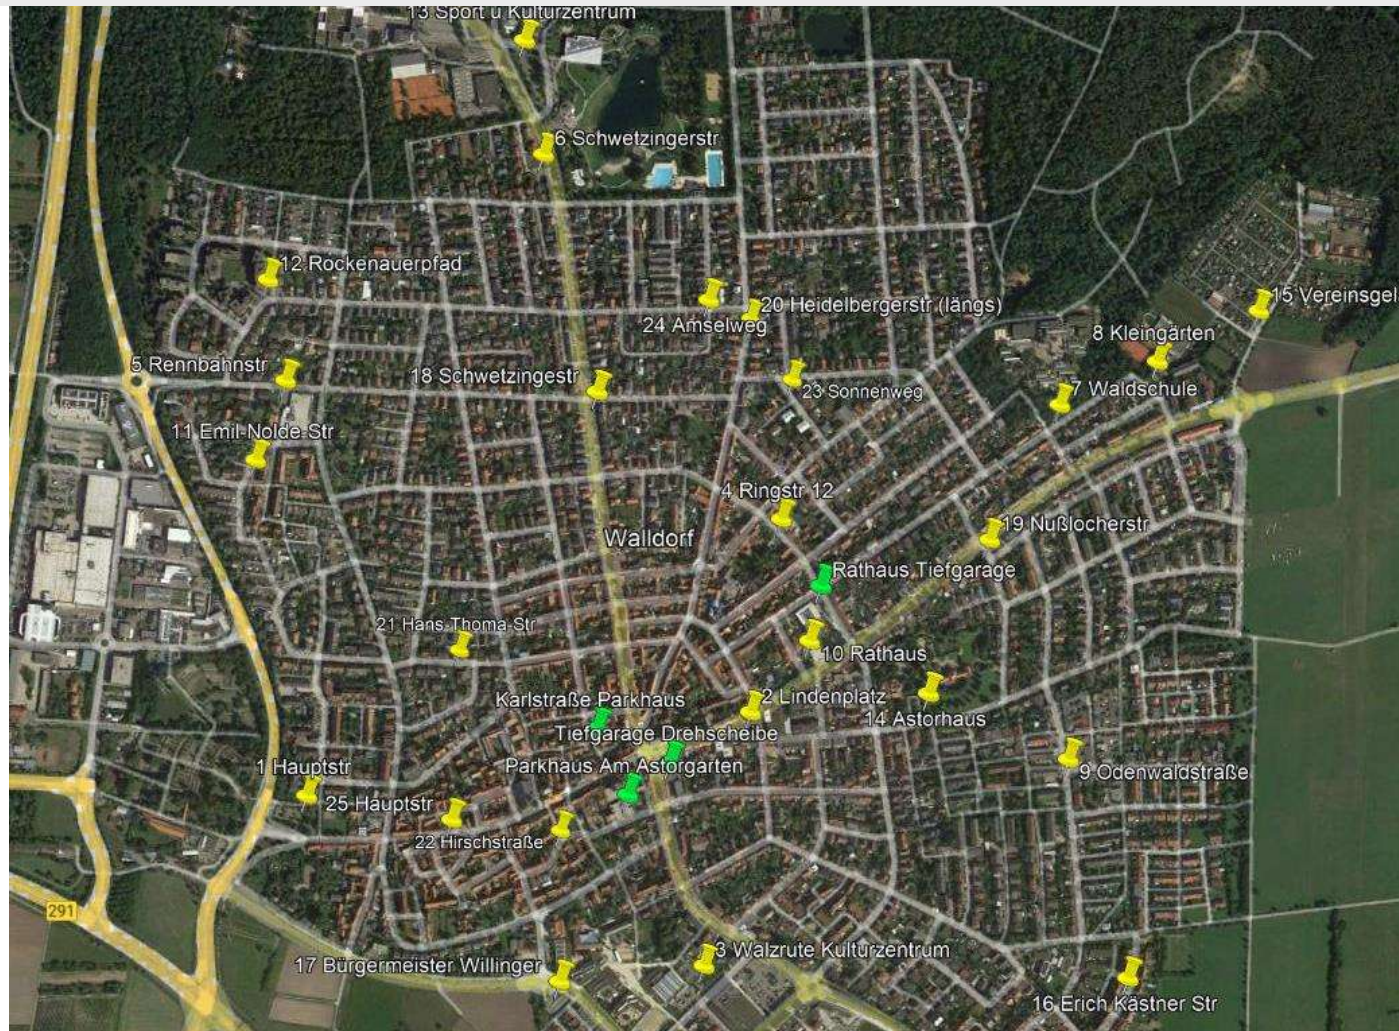 13 Sport u Kulturzentrum
6 Schwetzingerstr
12 Rockenauerpfad
20 Heidelbergerstr (längs)
15 Vereinsgel
24 Amselweg
8 Kleingärten
5 Rennbahnstr
18 Schwetzingestr
23 Sonnenweg
7 Waldschule
11 Emil-Nolde-Str
4 Ringstr 12
19 Nußlocherstr
Walldorf
Rathaus Tiefgarage
21 Hans-Thoma-Str
10 Rathaus
Karlstraße Parkhaus
2 Lindenplatz
14 Astorhaus
Tiefgarage Drehscheibe
1 Hauptstr
Parkhaus Am Astorgarten
9 Odenwaldstraße
25 Hauptstr
22 Hirschstraße
291
3 Walzrute Kulturzentrum
17 Bürgermeister Willinger
16 Erich Kästner Str